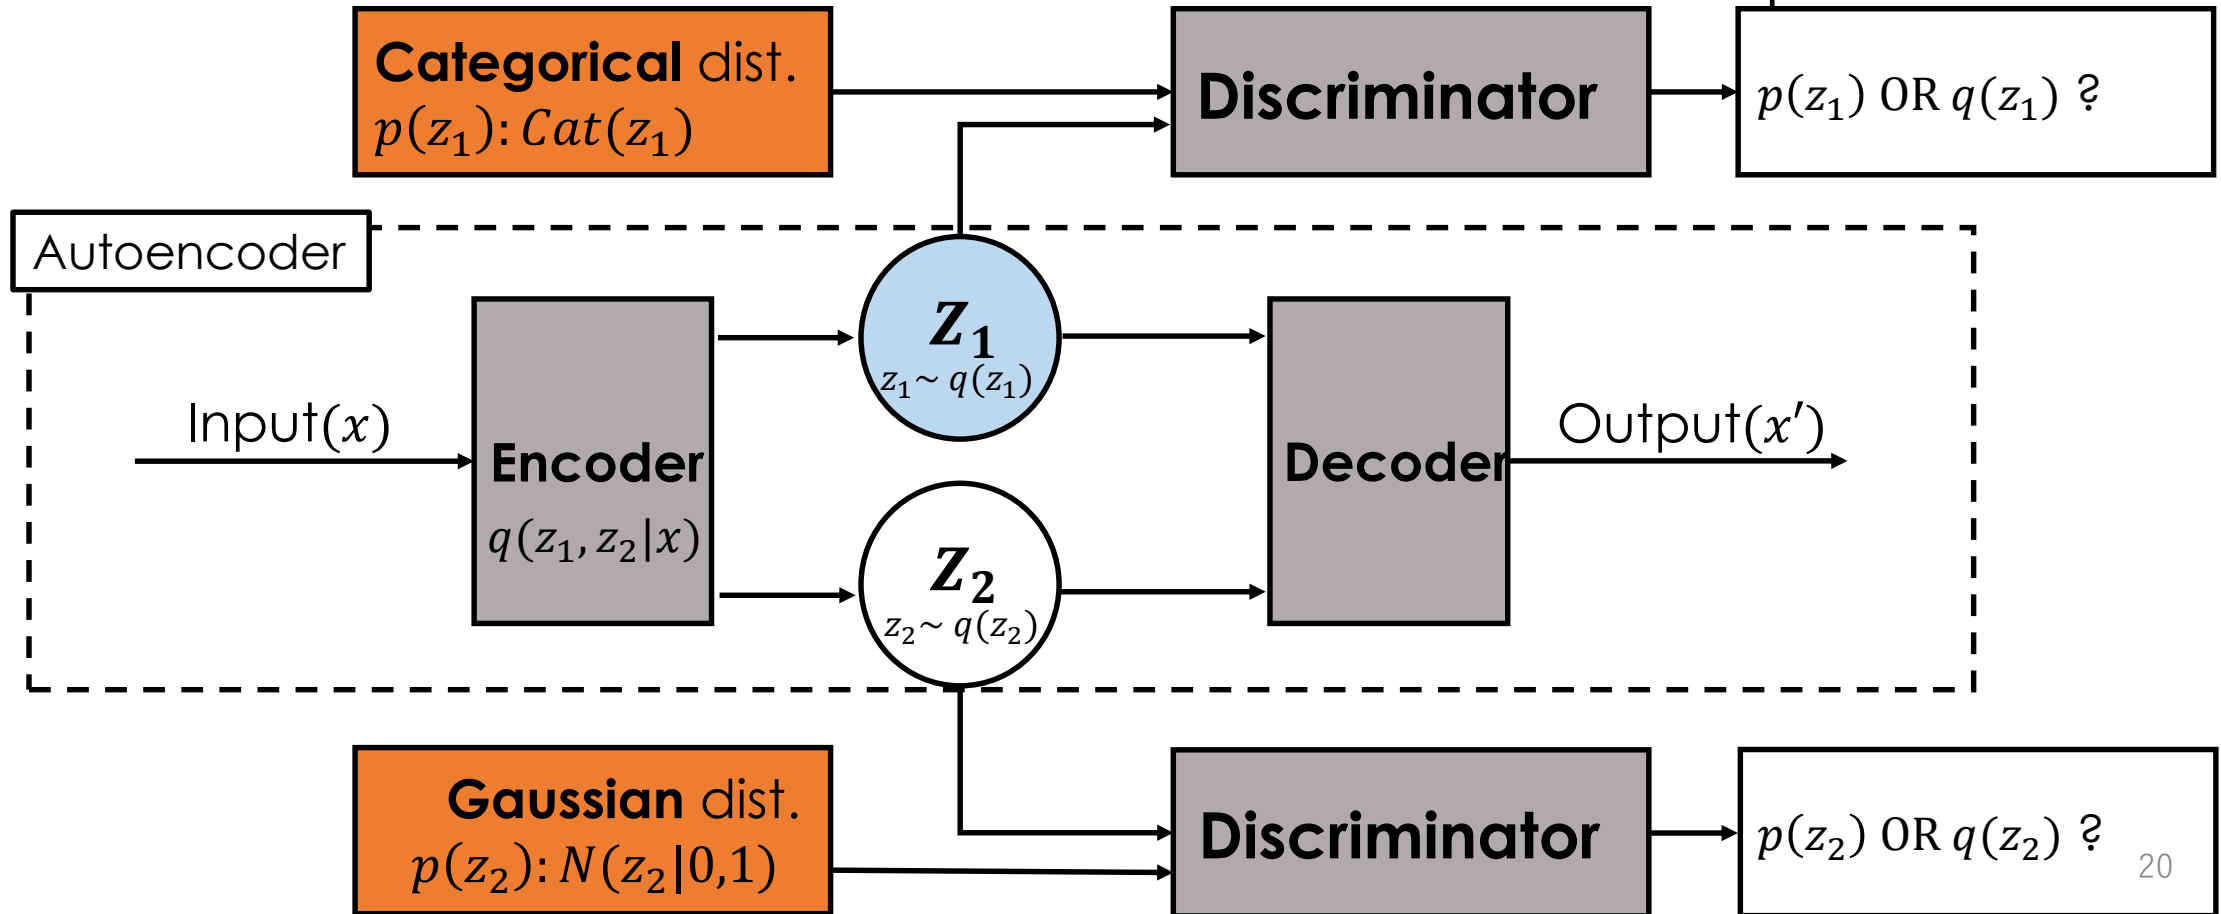 Categorical dist.
p(z₁): Cat(z₁)
Discriminator
p(z₁) OR q(z₁) ?
Autoencoder
Input(x)
Encoder
q(z₁, z₂|x)
Z₁
z₁~ q(z₁)
Z₂
z₂~ q(z₂)
Decoder
Output(x′)
Gaussian dist.
p(z₂): N(z₂|0,1)
Discriminator
p(z₂) OR q(z₂) ?
20